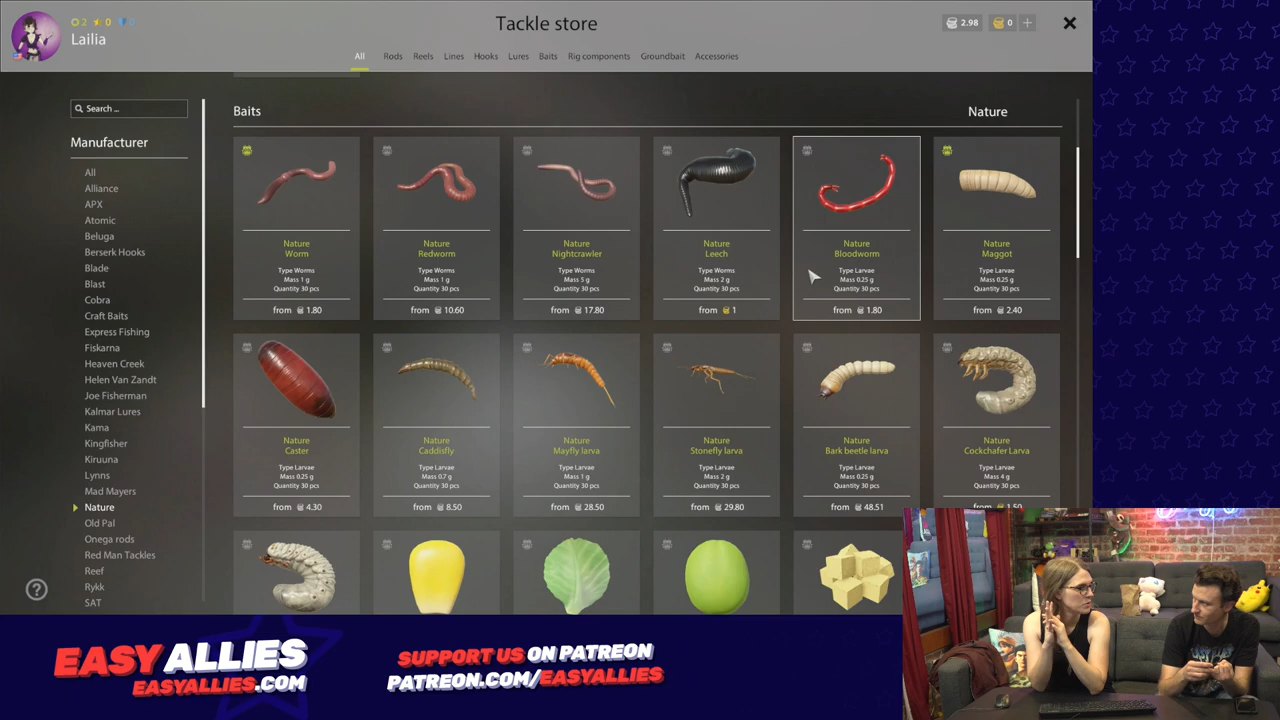 2 0 0
Lailia
Tackle store
2.98 0 +
All Rods Reels Lines Hooks Lures Baits Rig components Groundbait Accessories
Search ...
Manufacturer
All
Alliance
APX
Atomic
Beluga
Berserk Hooks
Blade
Blast
Cobra
Craft Baits
Express Fishing
Fiskarna
Heaven Creek
Helen Van Zandt
Joe Fisherman
Kalmar Lures
Kama
Kingfisher
Kiruuna
Lynns
Mad Mayers
Nature
Old Pal
Onega rods
Red Man Tackles
Reef
Rykk
SAT
?
Baits
Nature
Nature
Worm
Type Worms
Mass 1 g
Quantity 30 pcs
from 1.80
Nature
Redworm
Type Worms
Mass 1 g
Quantity 30 pcs
from 10.60
Nature
Nightcrawler
Type Worms
Mass 5 g
Quantity 30 pcs
from 17.80
Nature
Leech
Type Worms
Mass 2 g
Quantity 30 pcs
from 1
Nature
Bloodworm
Type Larvae
Mass 0.25 g
Quantity 30 pcs
from 1.80
Nature
Maggot
Type Larvae
Mass 0.25 g
Quantity 30 pcs
from 2.40
Nature
Caster
Type Larvae
Mass 0.25 g
Quantity 30 pcs
from 4.30
Nature
Caddisfly
Type Larvae
Mass 0.7 g
Quantity 30 pcs
from 8.50
Nature
Mayfly larva
Type Larvae
Mass 1 g
Quantity 30 pcs
from 28.50
Nature
Stonefly larva
Type Larvae
Mass 2 g
Quantity 30 pcs
from 29.80
Nature
Bark beetle larva
Type Larvae
Mass 0.25 g
Quantity 30 pcs
from 48.51
Nature
Cockchafer Larva
Type Larvae
Mass 4 g
Quantity 30 pcs
from 1.50
EASY ALLIES
EASYALLIES.COM
SUPPORT US ON PATREON
PATREON.COM/EASYALLIES